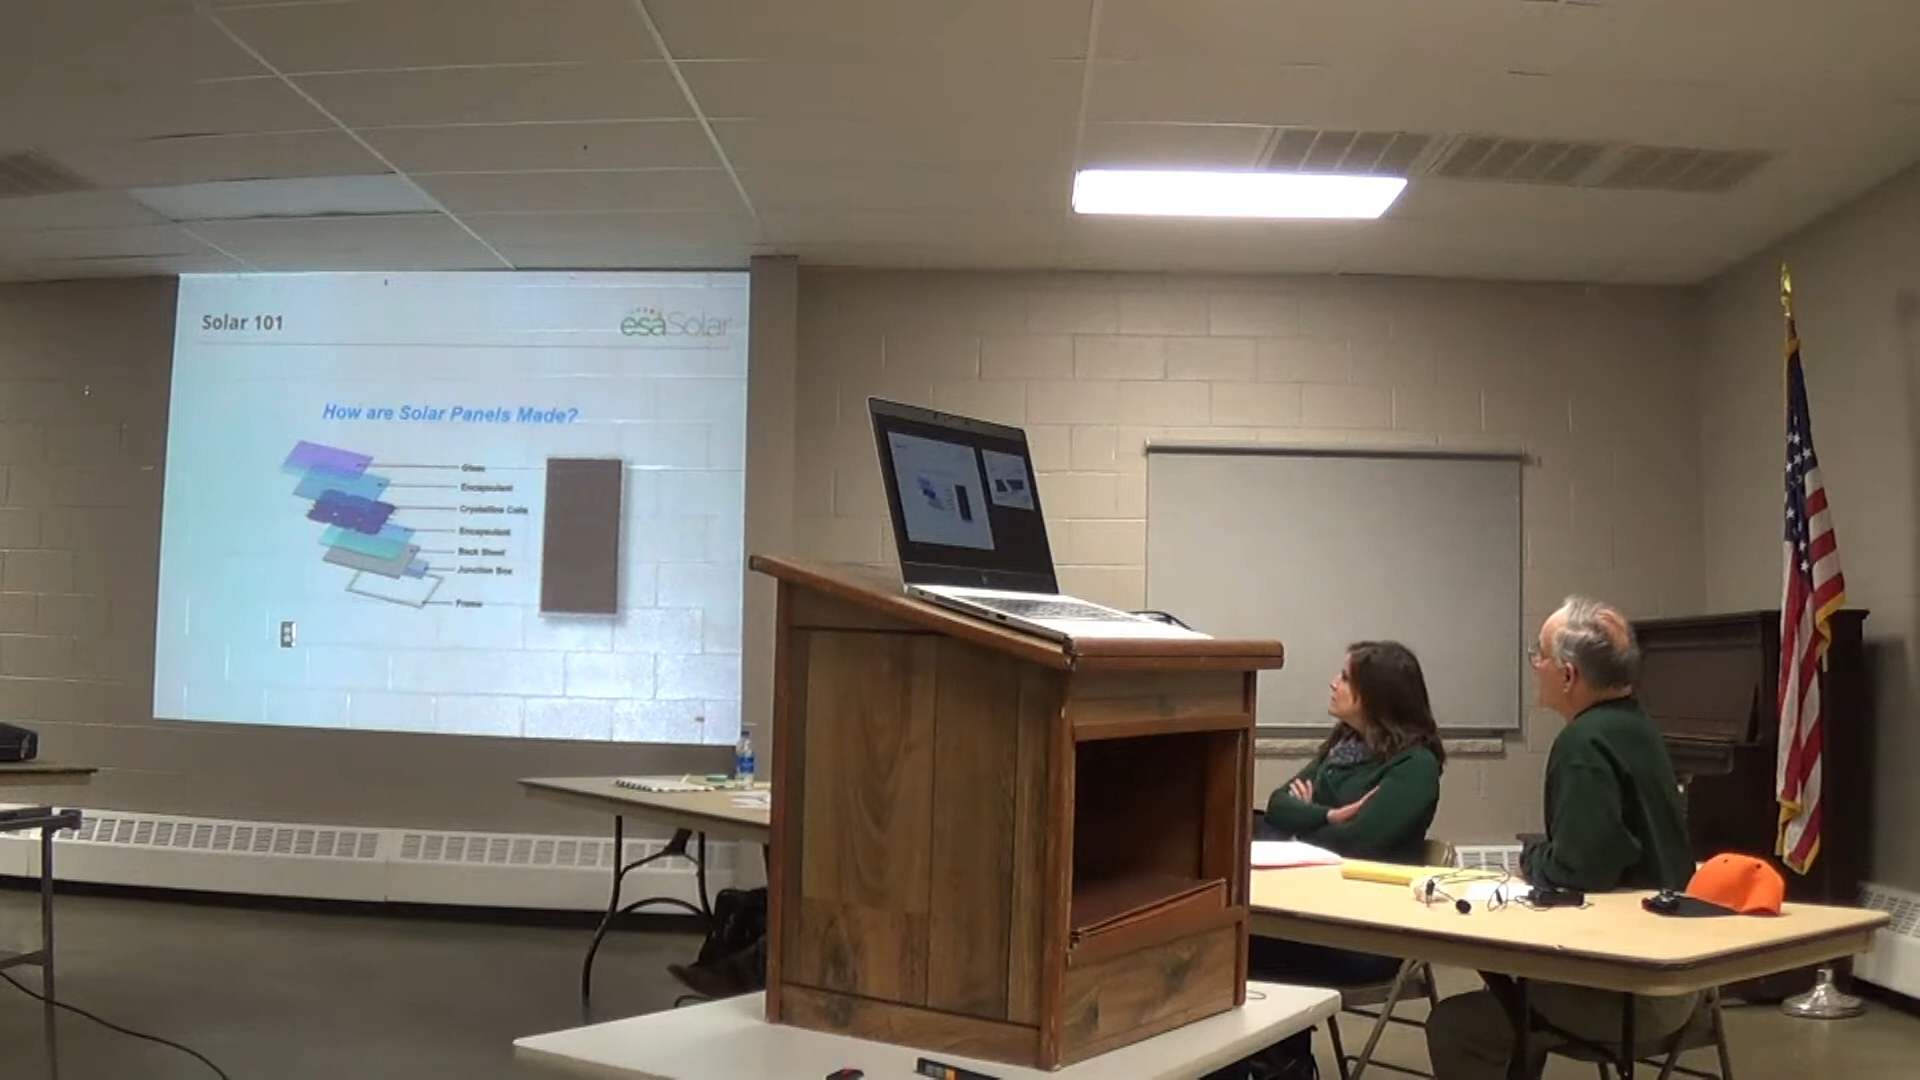 Solar 101
esaSolar
How are Solar Panels Made?
Glass
Encapsulant
Crystalline Cells
Encapsulant
Back Sheet
Junction Box
Frame